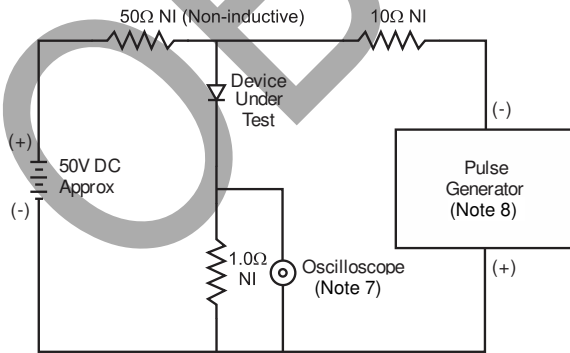 50Ω NI (Non-inductive)
10Ω NI
Device
Under
Test
(-)
(+)
50V DC
Approx
(-)
Pulse
Generator
(Note 8)
1.0Ω
NI
Oscilloscope
(Note 7)
(+)